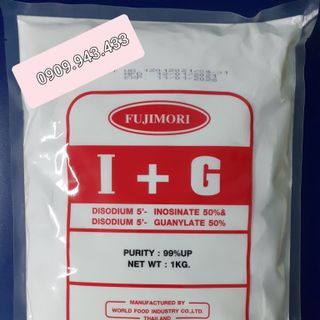 0909.943.433
FUJIMORI
I + G
DISODIUM 5'- INOSINATE 50%&
DISODIUM 5'- GUANYLATE 50%
PURITY : 99%UP
NET WT : 1KG.
MANUFACTURED BY
WORLD FOOD INDUSTRY CO.,LTD.
THAILAND